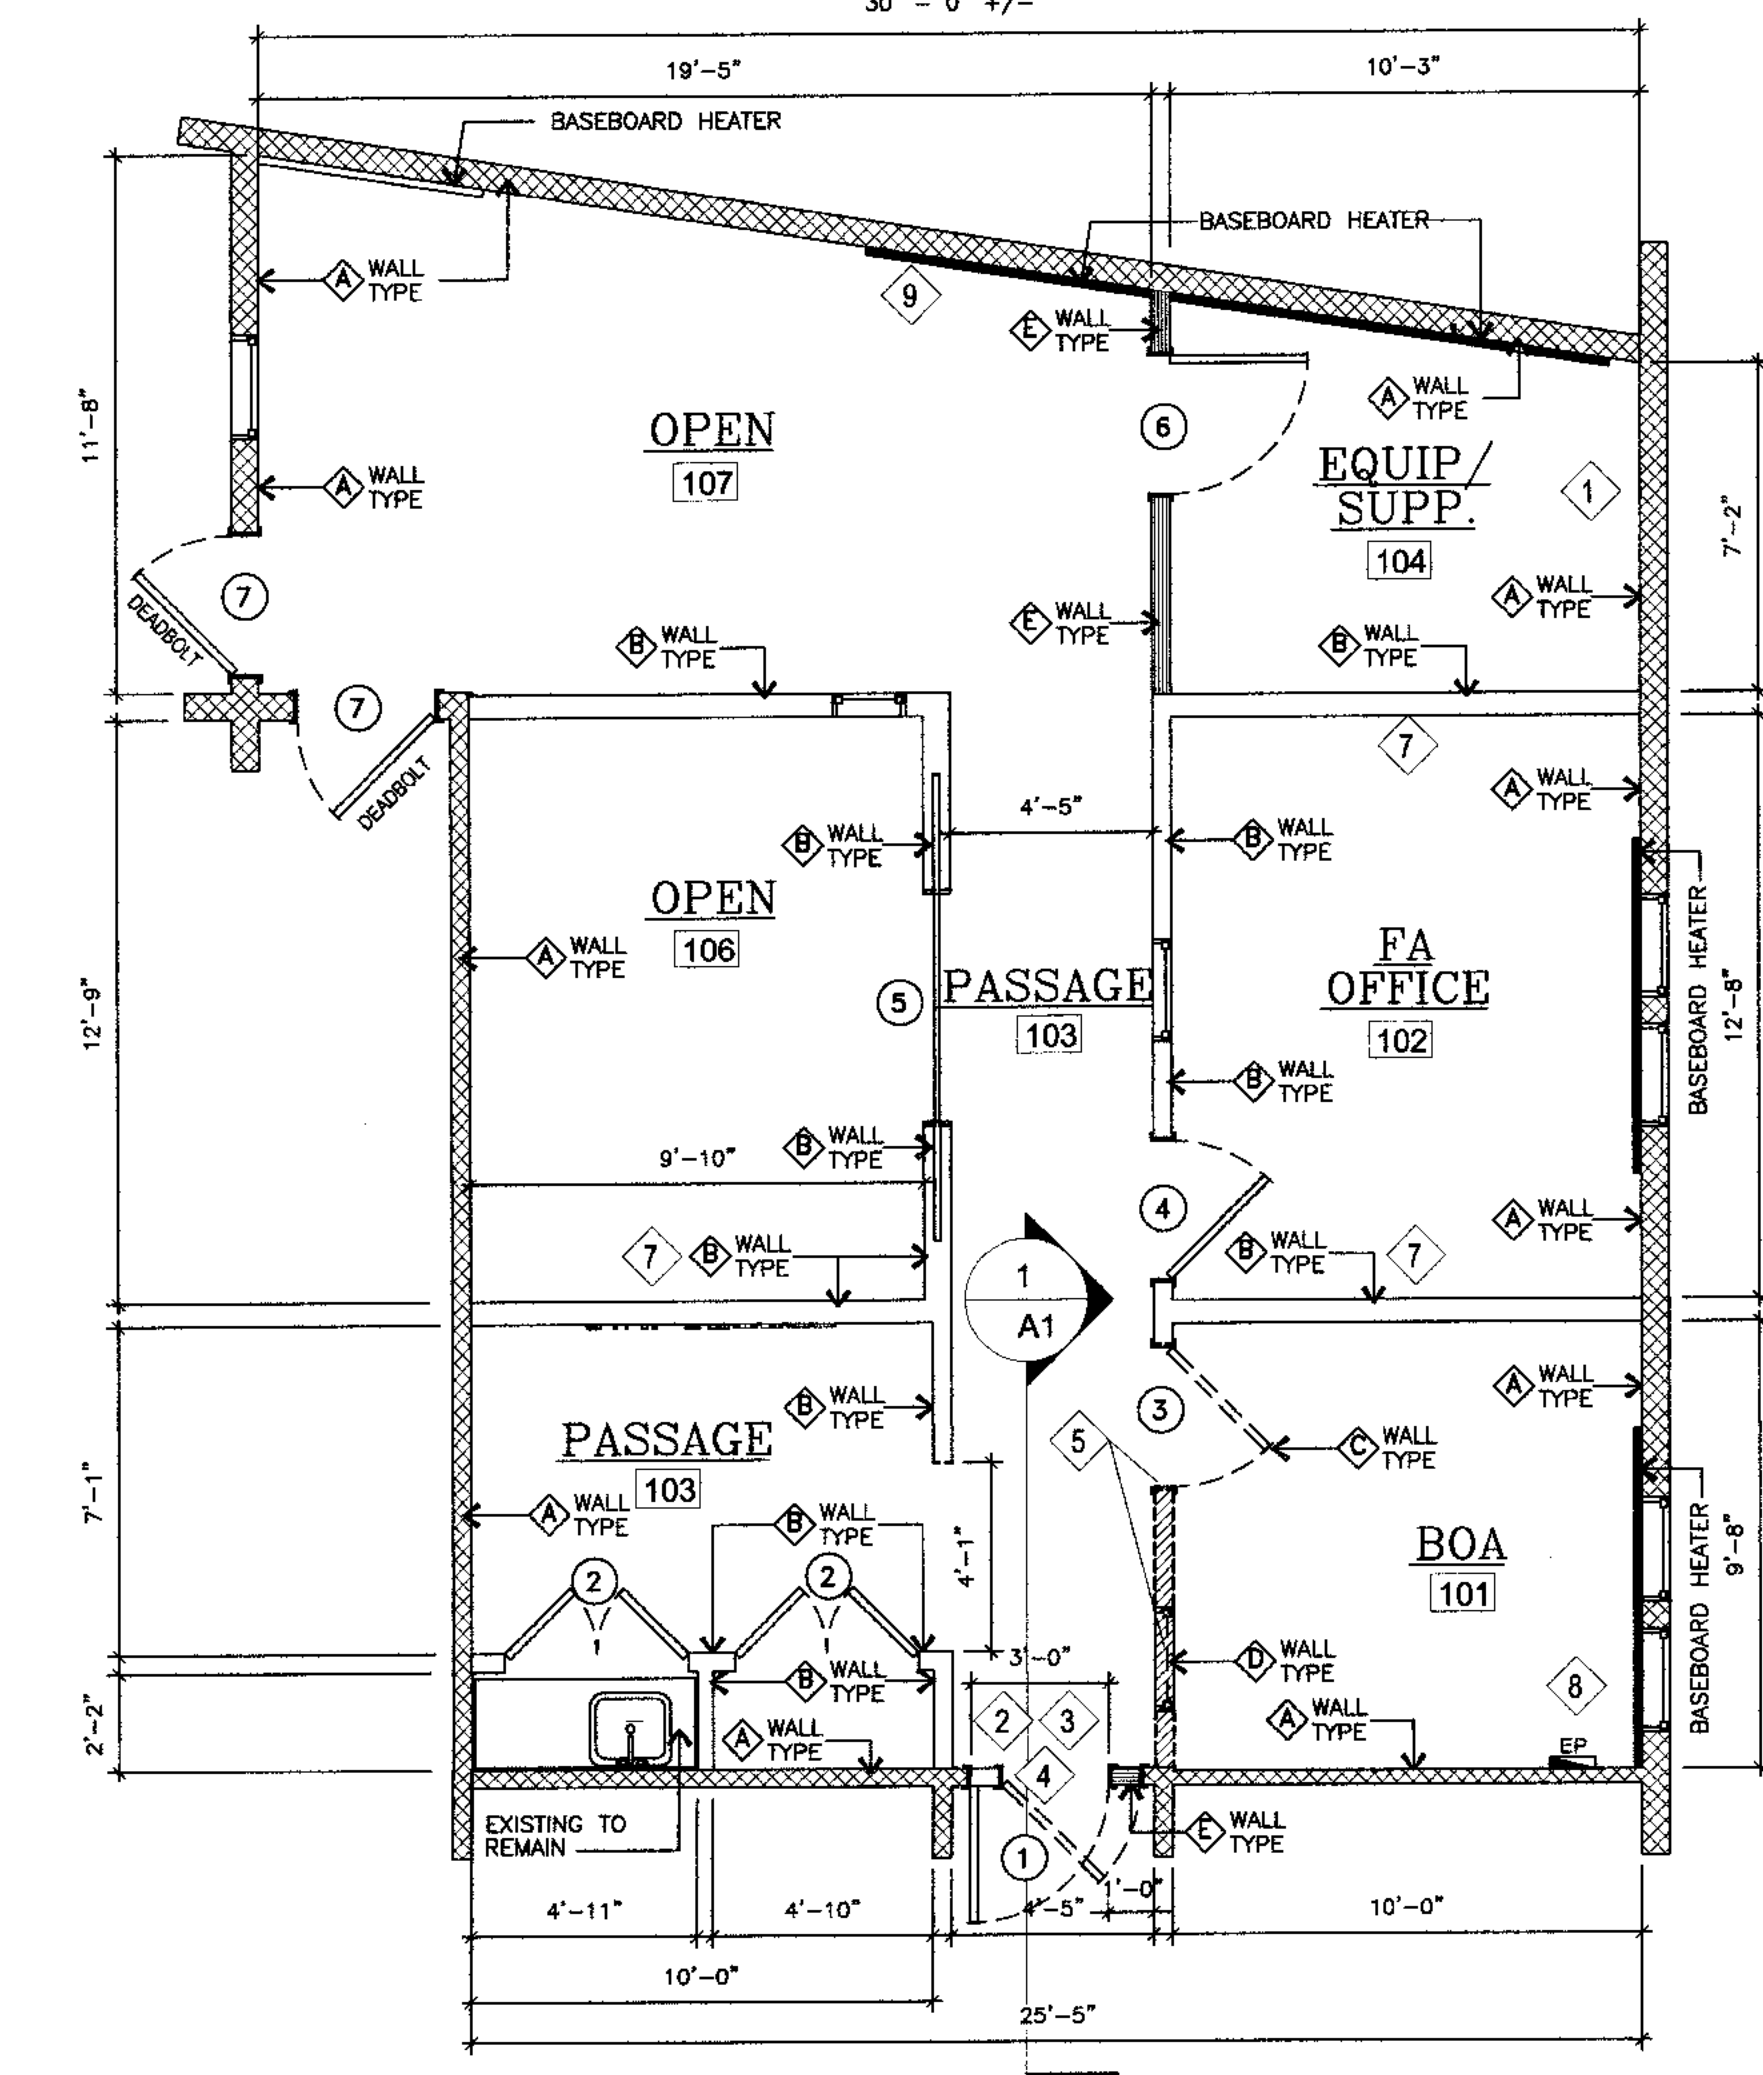 30' - 0" +/-
19'-5"
10'-3"
BASEBOARD HEATER
BASEBOARD HEATER
A WALL
TYPE
9
E WALL
TYPE
A WALL
TYPE
11'-8"
OPEN
107
6
EQUIP/
SUPP.
104
1
A WALL
TYPE
7'-2"
7
DEADBOLT
E WALL
TYPE
A WALL
TYPE
B WALL
TYPE
B WALL
TYPE
7
DEADBOLT
7
A WALL
TYPE
4'-5"
B WALL
TYPE
B WALL
TYPE
OPEN
106
A WALL
TYPE
5
PASSAGE
103
FA
OFFICE
102
BASEBOARD HEATER
12'-8"
12'-9"
B WALL
TYPE
B WALL
TYPE
9'-10"
4
A WALL
TYPE
7
B WALL
TYPE
B WALL
TYPE
7
1
A1
A WALL
TYPE
B WALL
TYPE
3
5
C WALL
TYPE
PASSAGE
103
7'-1"
A WALL
TYPE
B WALL
TYPE
4'-1"
BOA
101
BASEBOARD HEATER
9'-8"
2
1
2
1
3'-0"
D WALL
TYPE
8
B WALL
TYPE
2'-2"
2
3
A WALL
TYPE
A WALL
TYPE
EP
4
EXISTING TO
REMAIN
E WALL
TYPE
1
1'-0"
4'-11"
4'-10"
4'-5"
10'-0"
10'-0"
25'-5"